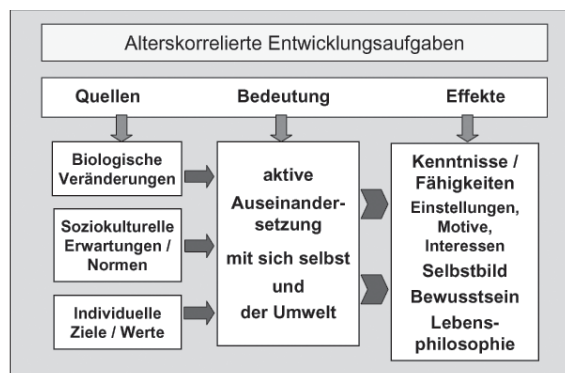 Alterskorrelierte Entwicklungsaufgaben
Quellen Bedeutung Effekte
Biologische
Veränderungen
Soziokulturelle
Erwartungen /
Normen
Individuelle
Ziele / Werte
aktive
Auseinander-
setzung
mit sich selbst
und
der Umwelt
Kenntnisse /
Fähigkeiten
Einstellungen,
Motive,
Interessen
Selbstbild
Bewusstsein
Lebens-
philosophie